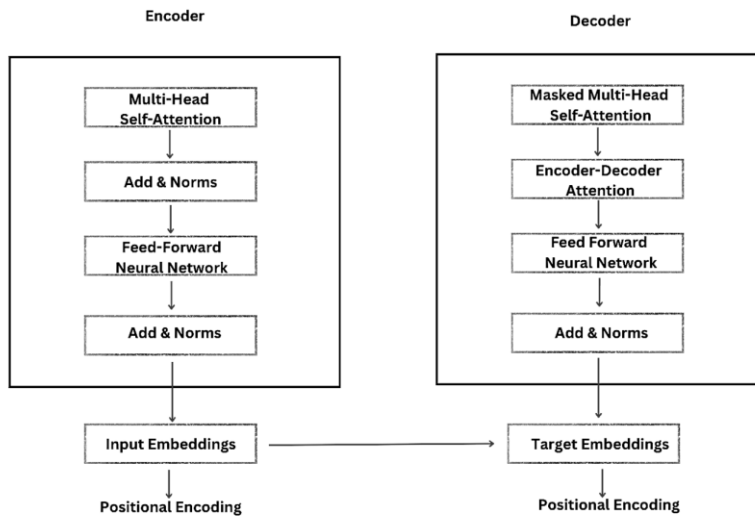 Encoder
Multi-Head
Self-Attention
Add & Norms
Feed-Forward
Neural Network
Add & Norms
Input Embeddings
Positional Encoding
Decoder
Masked Multi-Head
Self-Attention
Encoder-Decoder
Attention
Feed Forward
Neural Network
Add & Norms
Target Embeddings
Positional Encoding